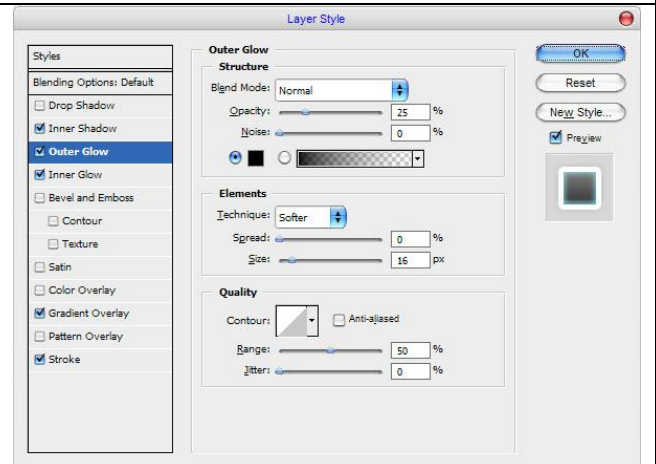 Layer Style
Styles
Blending Options: Default
Drop Shadow
Inner Shadow
Outer Glow
Inner Glow
Bevel and Emboss
Contour
Texture
Satin
Color Overlay
Gradient Overlay
Pattern Overlay
Stroke
Outer Glow
Structure
Blend Mode: Normal
Opacity: 25 %
Noise: 0 %
Elements
Technique: Softer
Spread: 0 %
Size: 16 px
Quality
Contour: Anti-aliased
Range: 50 %
Jitter: 0 %
OK
Reset
New Style...
Preview